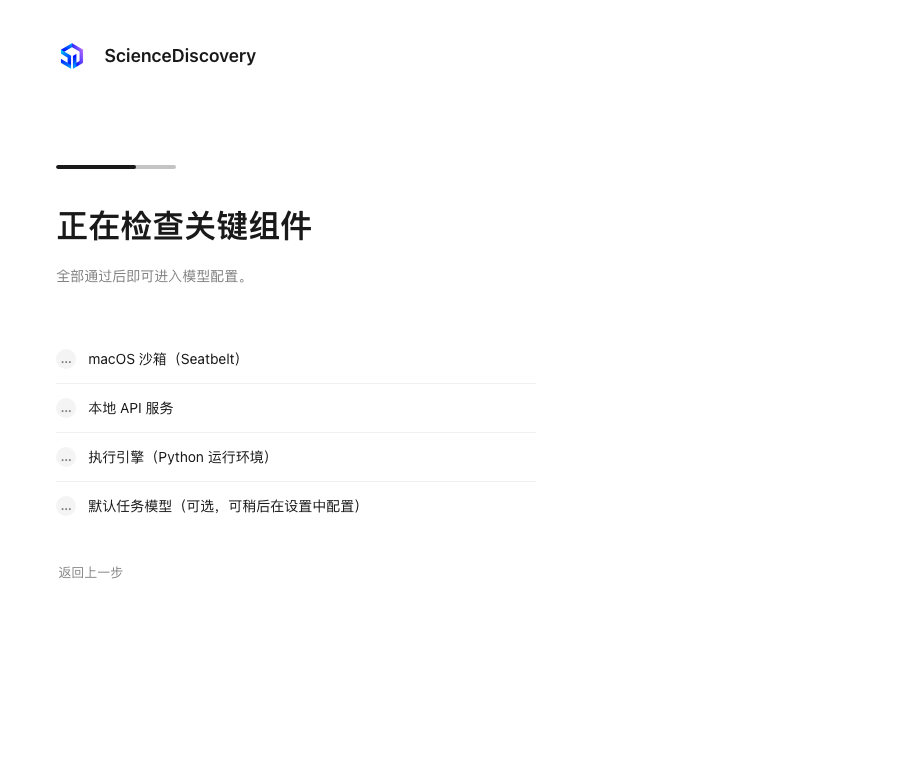 ScienceDiscovery
正在检查关键组件
全部通过后即可进入模型配置。
... macOS 沙箱（Seatbelt）
... 本地 API 服务
... 执行引擎（Python 运行环境）
... 默认任务模型（可选，可稍后在设置中配置）
返回上一步